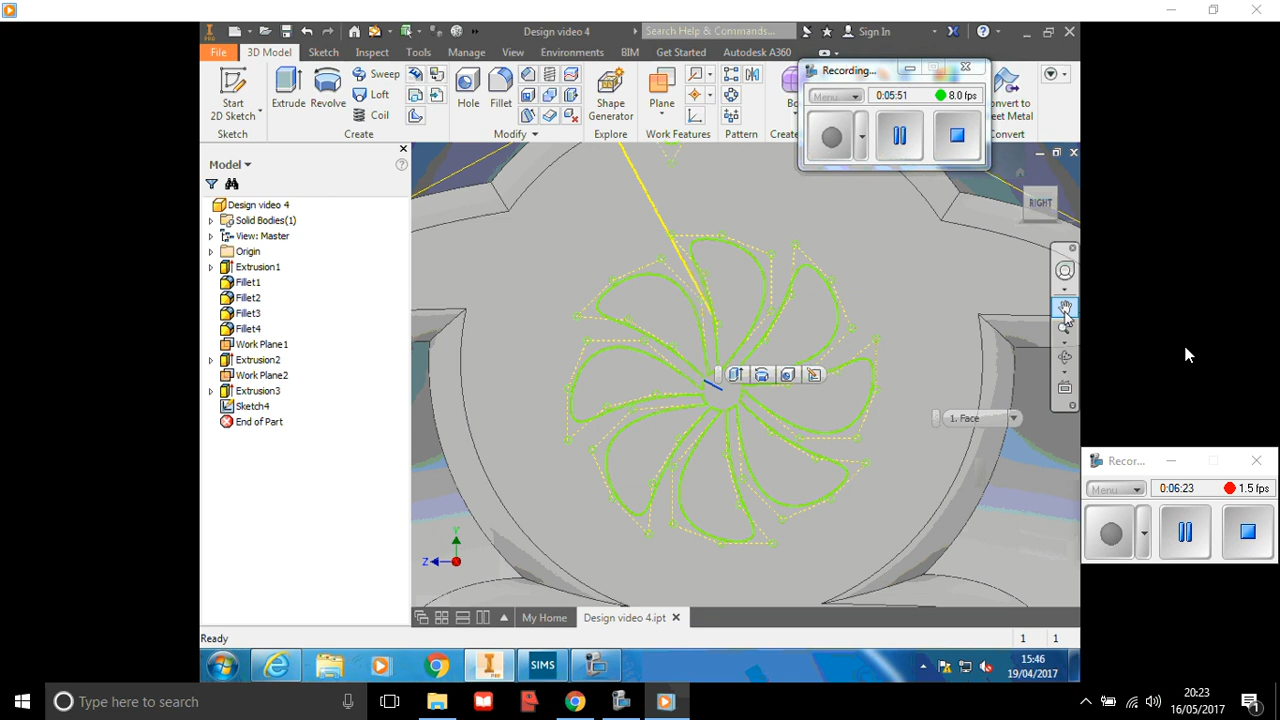 Design video 4
Search Help & Commands...
Sign In
File
3D Model
Sketch
Inspect
Tools
Manage
View
Environments
BIM
Get Started
Autodesk A360
Recording...
Menu
0:05:51
8.0 fps
Start
2D Sketch
Extrude
Revolve
Sweep
Loft
Coil
Hole
Fillet
Shape
Generator
Plane
Sketch
Create
Modify
Explore
Work Features
Pattern
Convert
Model
Design video 4
Solid Bodies(1)
View: Master
Origin
Extrusion1
Fillet1
Fillet2
Fillet3
Fillet4
Work Plane1
Extrusion2
Work Plane2
Extrusion3
Sketch4
End of Part
RIGHT
1. Face
Y
Z
Recor...
Menu
0:06:23
1.5 fps
My Home
Design video 4.ipt
Ready
1
1
SIMS
15:46
19/04/2017
Type here to search
20:23
16/05/2017